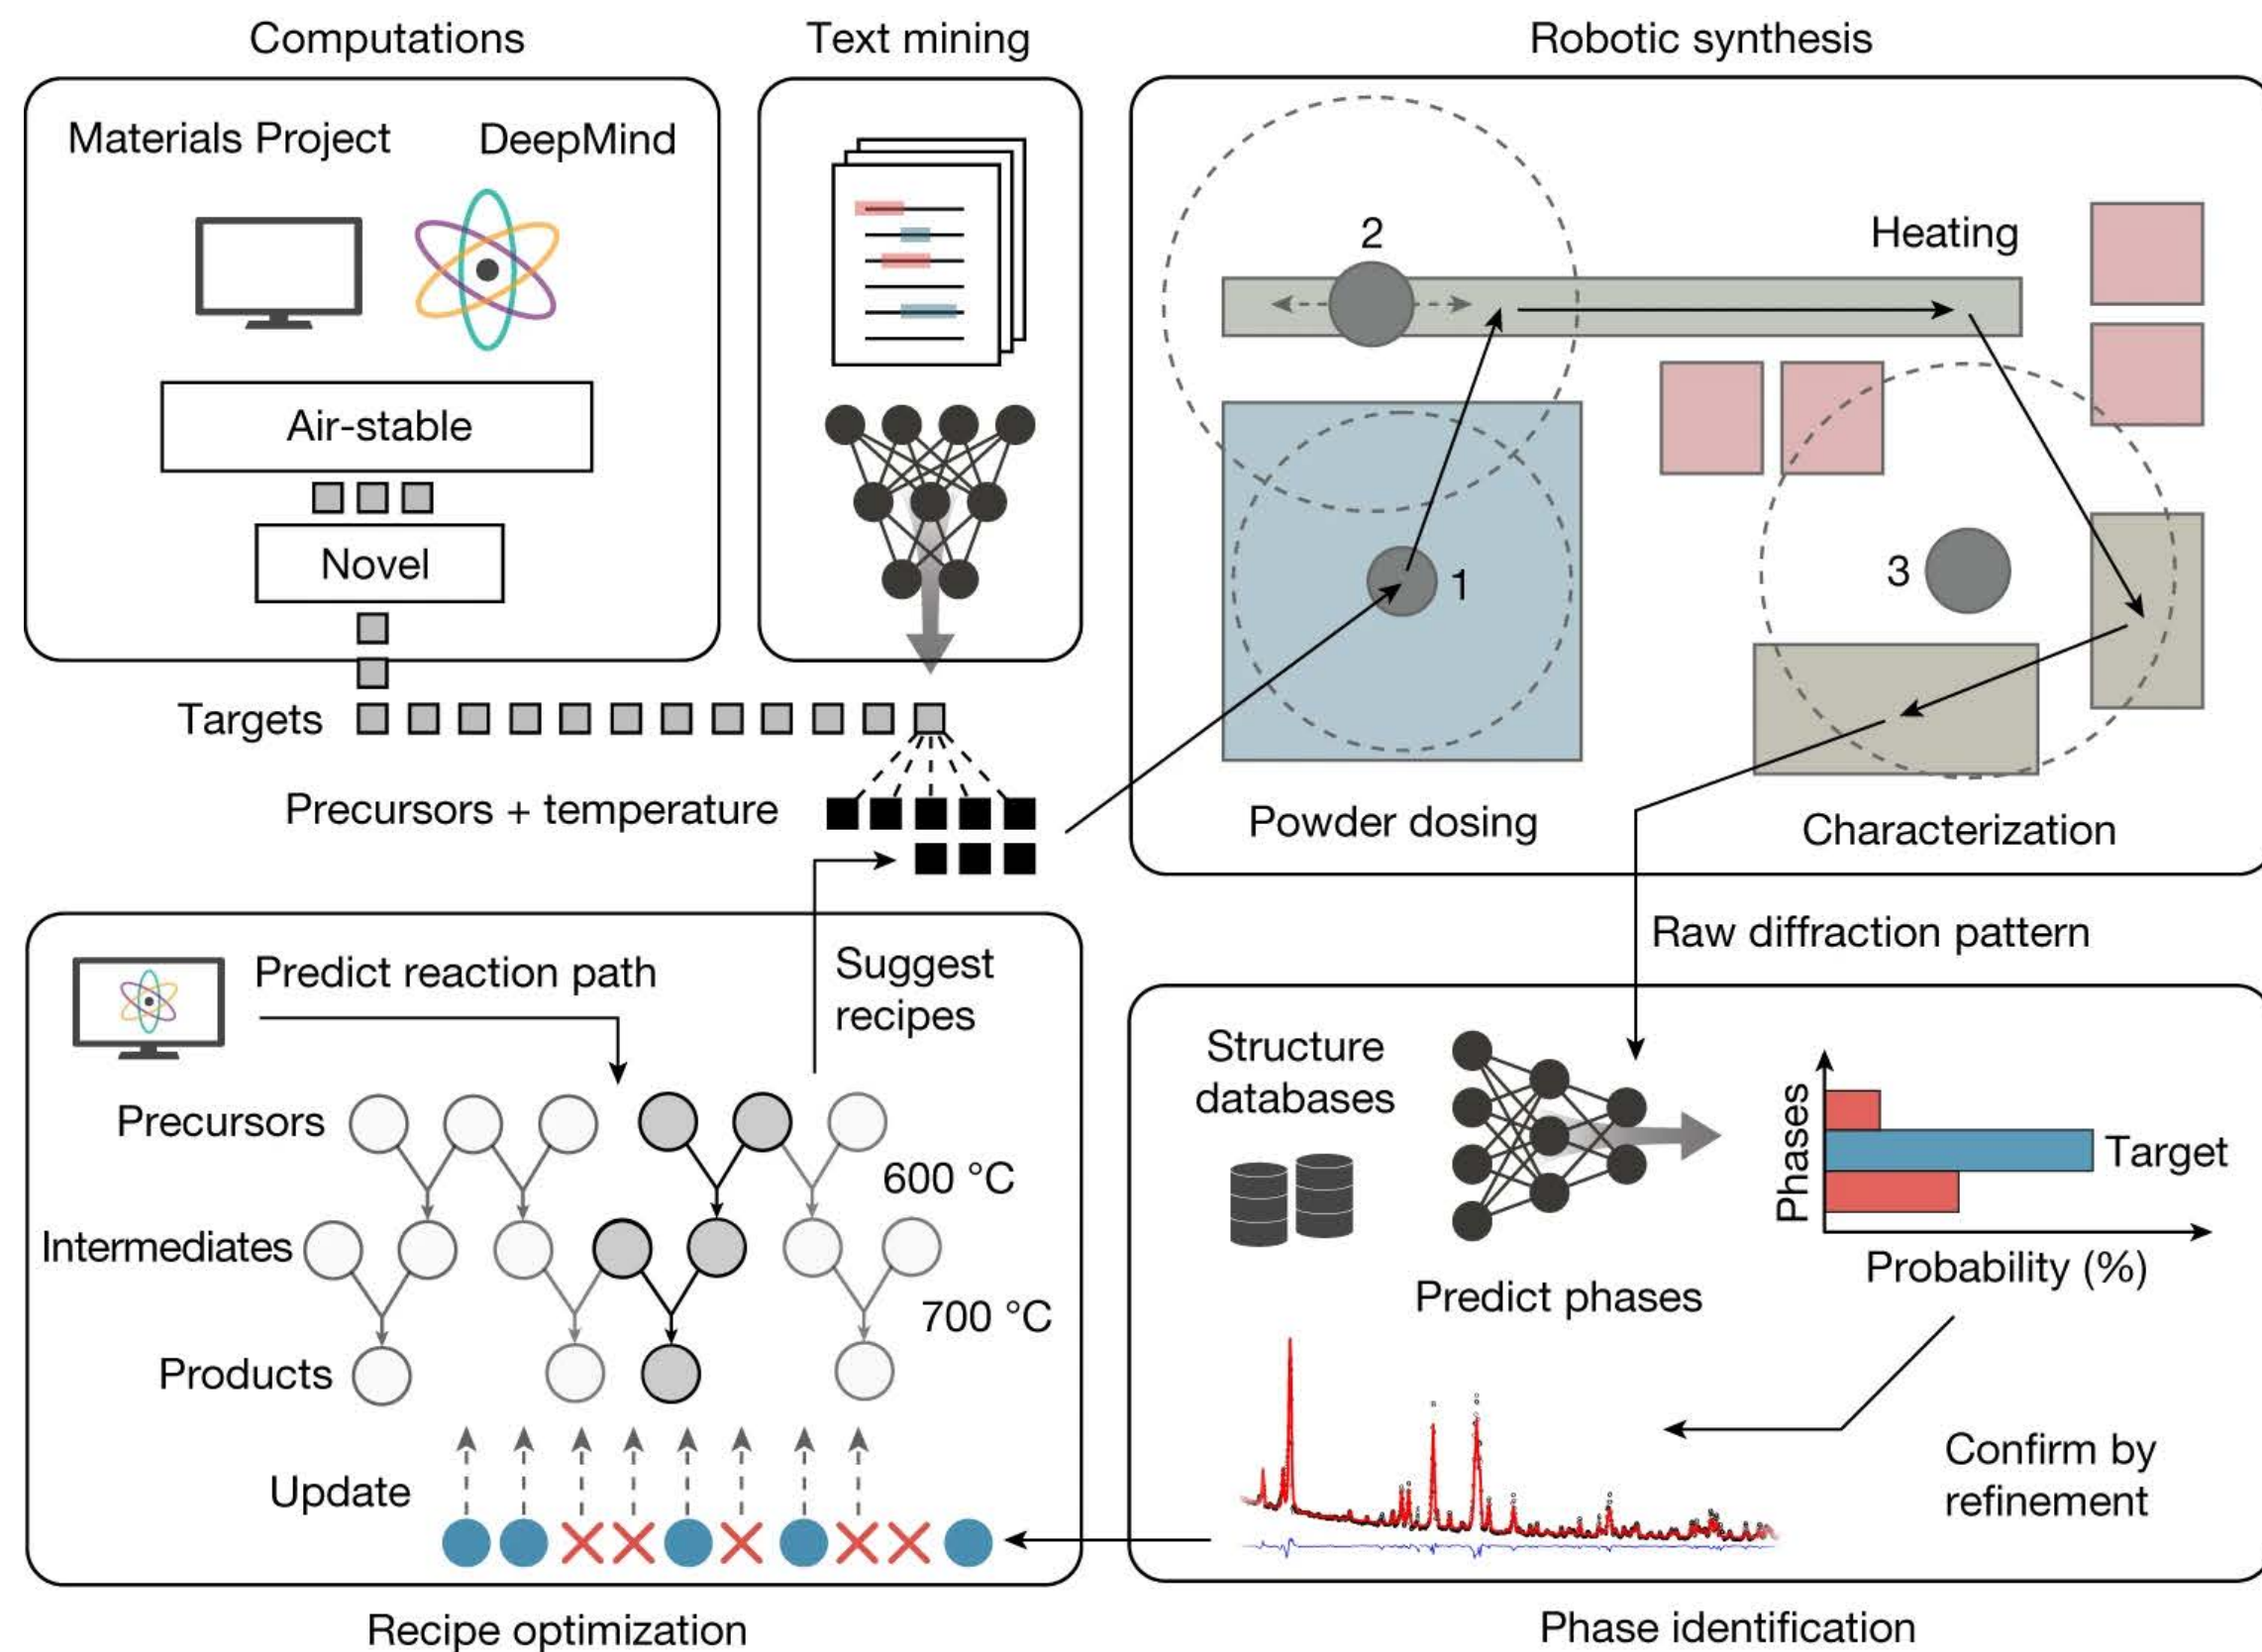 Computations
Materials Project
DeepMind
Air-stable
Novel
Targets
Precursors + temperature
Text mining
Robotic synthesis
2
Heating
1
3
Powder dosing
Characterization
Raw diffraction pattern
Predict reaction path
Suggest
recipes
Precursors
600 °C
Intermediates
700 °C
Products
Update
Recipe optimization
Structure
databases
Predict phases
Phases
Target
Probability (%)
Confirm by
refinement
Phase identification